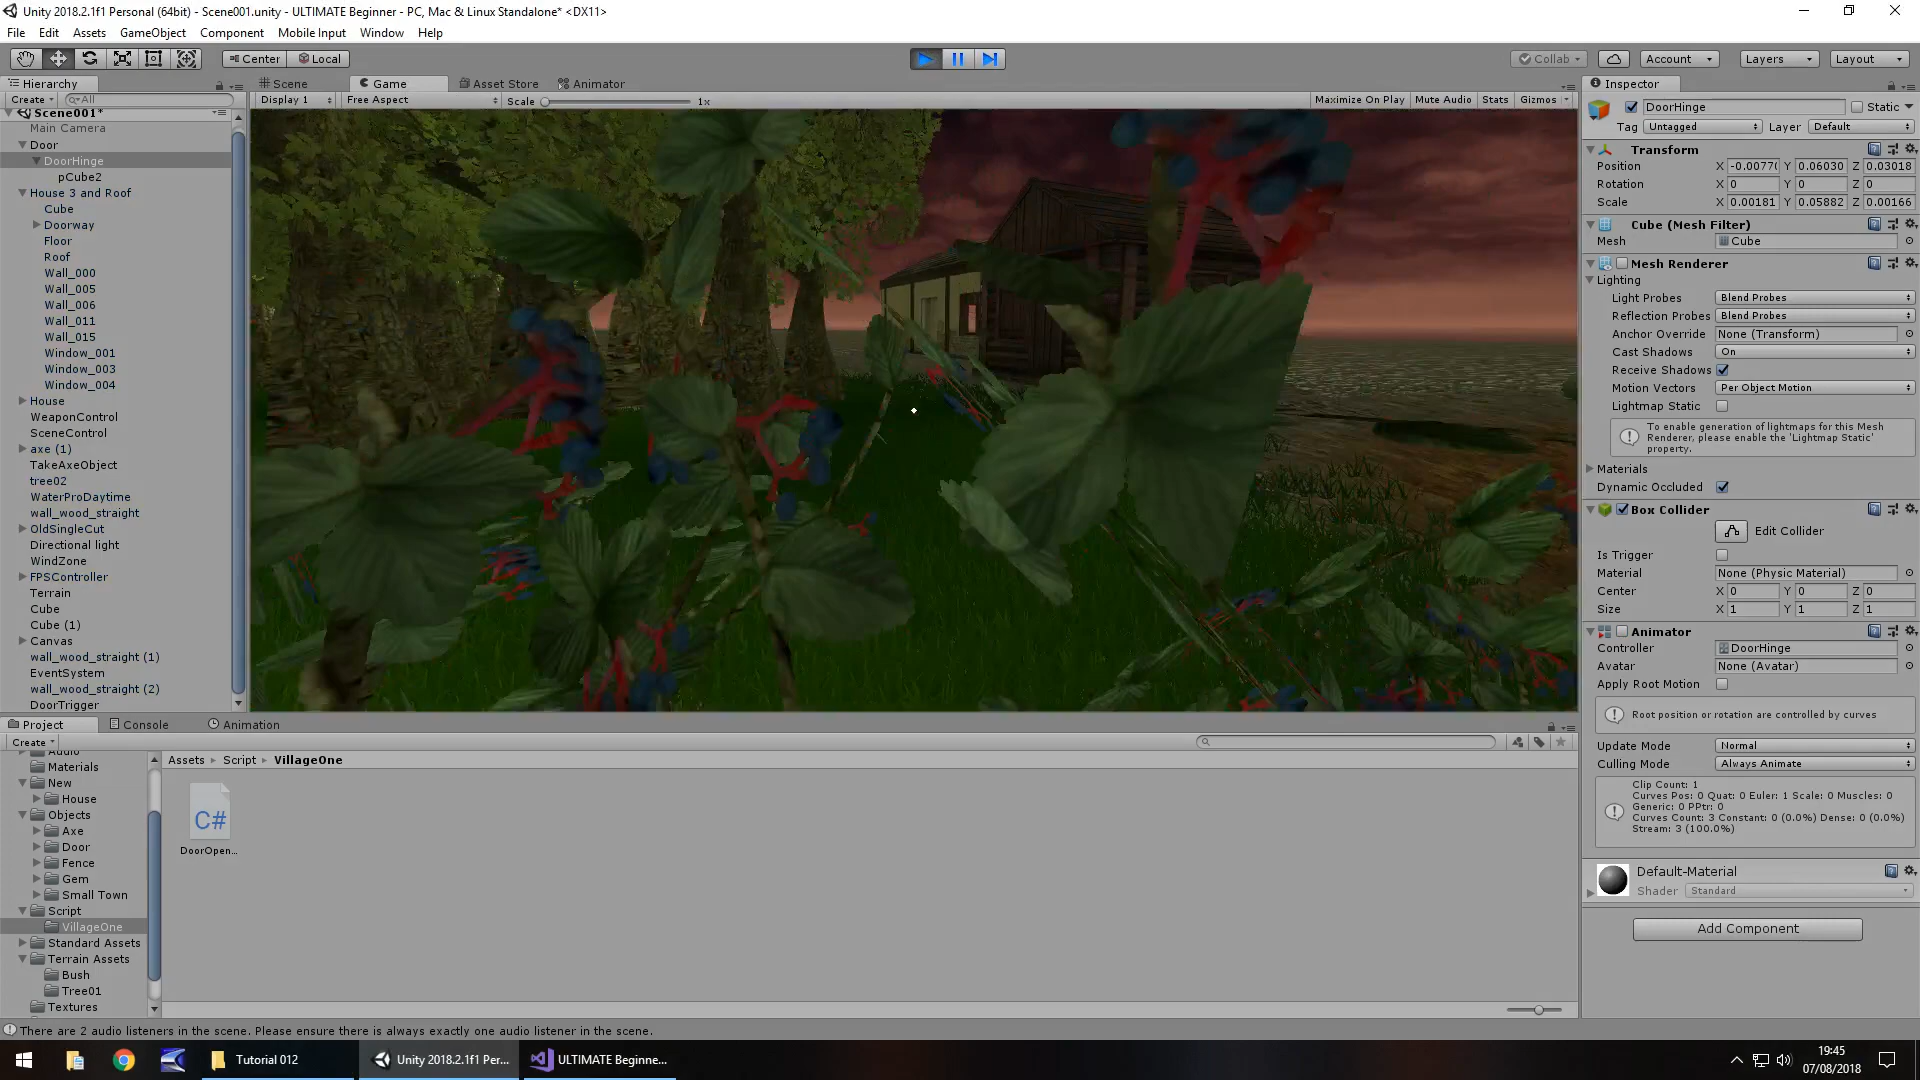 Unity 2018.2.1f1 Personal (64bit) - Scene001.unity - ULTIMATE Beginner - PC, Mac & Linux Standalone* <DX11>
File Edit Assets GameObject Component Mobile Input Window Help
Center Local Collab Account Layers Layout
Hierarchy
Create All
Scene001*
Main Camera
Door
DoorHinge
pCube2
House 3 and Roof
Cube
Doorway
Floor
Roof
Wall_000
Wall_005
Wall_006
Wall_011
Wall_015
Window_001
Window_003
Window_004
House
WeaponControl
SceneControl
axe (1)
TakeAxeObject
tree02
WaterProDaytime
wall_wood_straight
OldSingleCut
Directional light
WindZone
FPSController
Terrain
Cube
Cube (1)
Canvas
wall_wood_straight (1)
EventSystem
wall_wood_straight (2)
DoorTrigger
Scene Game Asset Store Animator
Display 1 Free Aspect Scale 1x Maximize On Play Mute Audio Stats Gizmos
Inspector
DoorHinge Static
Tag Untagged Layer Default
Transform
Position X -0.0077( Y 0.06030 Z 0.03018
Rotation X 0 Y 0 Z 0
Scale X 0.00181 Y 0.05882 Z 0.00166
Cube (Mesh Filter)
Mesh Cube
Mesh Renderer
Lighting
Light Probes Blend Probes
Reflection Probes Blend Probes
Anchor Override None (Transform)
Cast Shadows On
Receive Shadows
Motion Vectors Per Object Motion
Lightmap Static
To enable generation of lightmaps for this Mesh
Renderer, please enable the 'Lightmap Static'
property.
Materials
Dynamic Occluded
Box Collider
Edit Collider
Is Trigger
Material None (Physic Material)
Center X 0 Y 0 Z 0
Size X 1 Y 1 Z 1
Animator
Controller DoorHinge
Avatar None (Avatar)
Apply Root Motion
Root position or rotation are controlled by curves
Update Mode Normal
Culling Mode Always Animate
Clip Count: 1
Curves Pos: 0 Quat: 0 Euler: 1 Scale: 0 Muscles: 0
Generic: 0 PPtr: 0
Curves Count: 3 Constant: 0 (0.0%) Dense: 0 (0.0%)
Stream: 3 (100.0%)
Default-Material
Shader Standard
Add Component
Project Console Animation
Create
Audio
Materials
New
House
Objects
Axe
Door
Fence
Gem
Small Town
Script
VillageOne
Standard Assets
Terrain Assets
Bush
Tree01
Textures
Assets Script VillageOne
C#
DoorOpen...
There are 2 audio listeners in the scene. Please ensure there is always exactly one audio listener in the scene.
Tutorial 012
Unity 2018.2.1f1 Per...
ULTIMATE Beginne...
19:45
07/08/2018